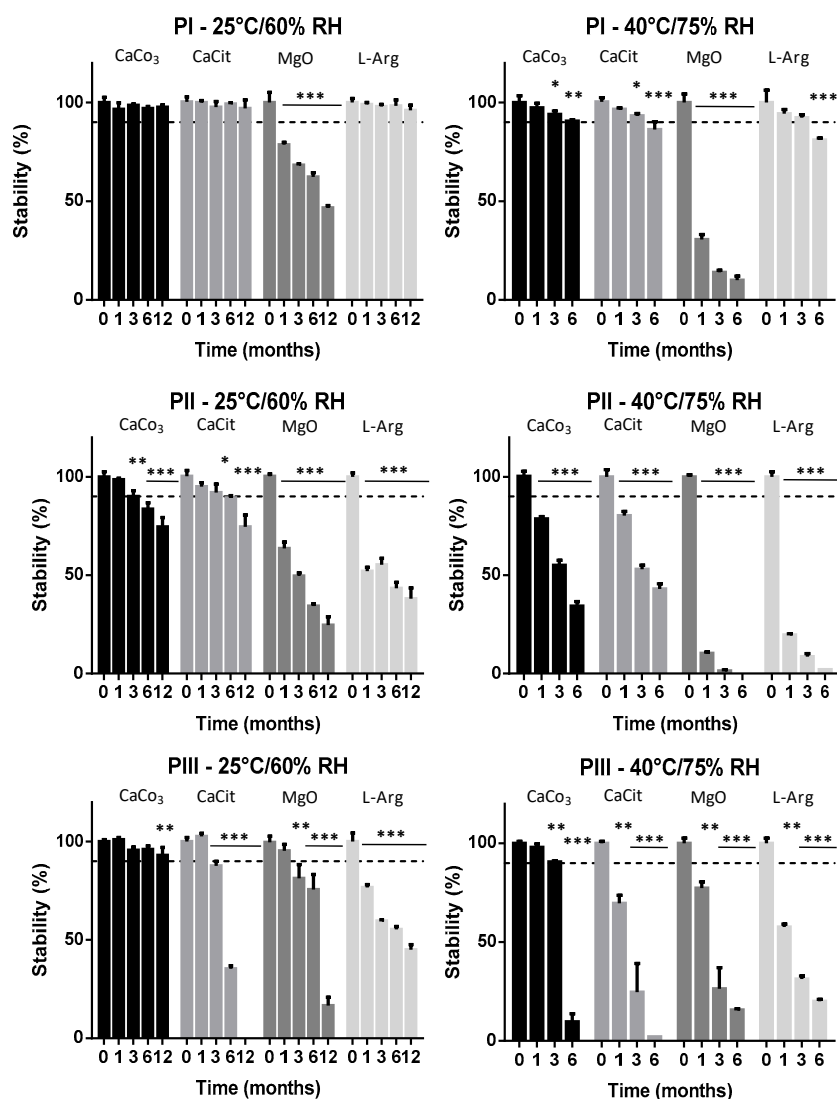 PI - 25°C/60% RH
CaCo₃ CaCit MgO L-Arg
***
Stability (%)
100
50
0
0 1 3 6 12 0 1 3 6 12 0 1 3 6 12 0 1 3 6 12
Time (months)
PI - 40°C/75% RH
CaCo₃ CaCit MgO L-Arg
* ** * *** *** ***
Stability (%)
100
50
0
0 1 3 6 0 1 3 6 0 1 3 6 0 1 3 6
Time (months)
PII - 25°C/60% RH
CaCo₃ CaCit MgO L-Arg
** *** * *** *** ***
Stability (%)
100
50
0
0 1 3 6 12 0 1 3 6 12 0 1 3 6 12 0 1 3 6 12
Time (months)
PII - 40°C/75% RH
CaCo₃ CaCit MgO L-Arg
*** *** *** ***
Stability (%)
100
50
0
0 1 3 6 0 1 3 6 0 1 3 6 0 1 3 6
Time (months)
PIII - 25°C/60% RH
CaCo₃ CaCit MgO L-Arg
** *** ** *** ***
Stability (%)
100
50
0
0 1 3 6 12 0 1 3 6 12 0 1 3 6 12 0 1 3 6 12
Time (months)
PIII - 40°C/75% RH
CaCo₃ CaCit MgO L-Arg
** *** ** *** ** *** ** ***
Stability (%)
100
50
0
0 1 3 6 0 1 3 6 0 1 3 6 0 1 3 6
Time (months)